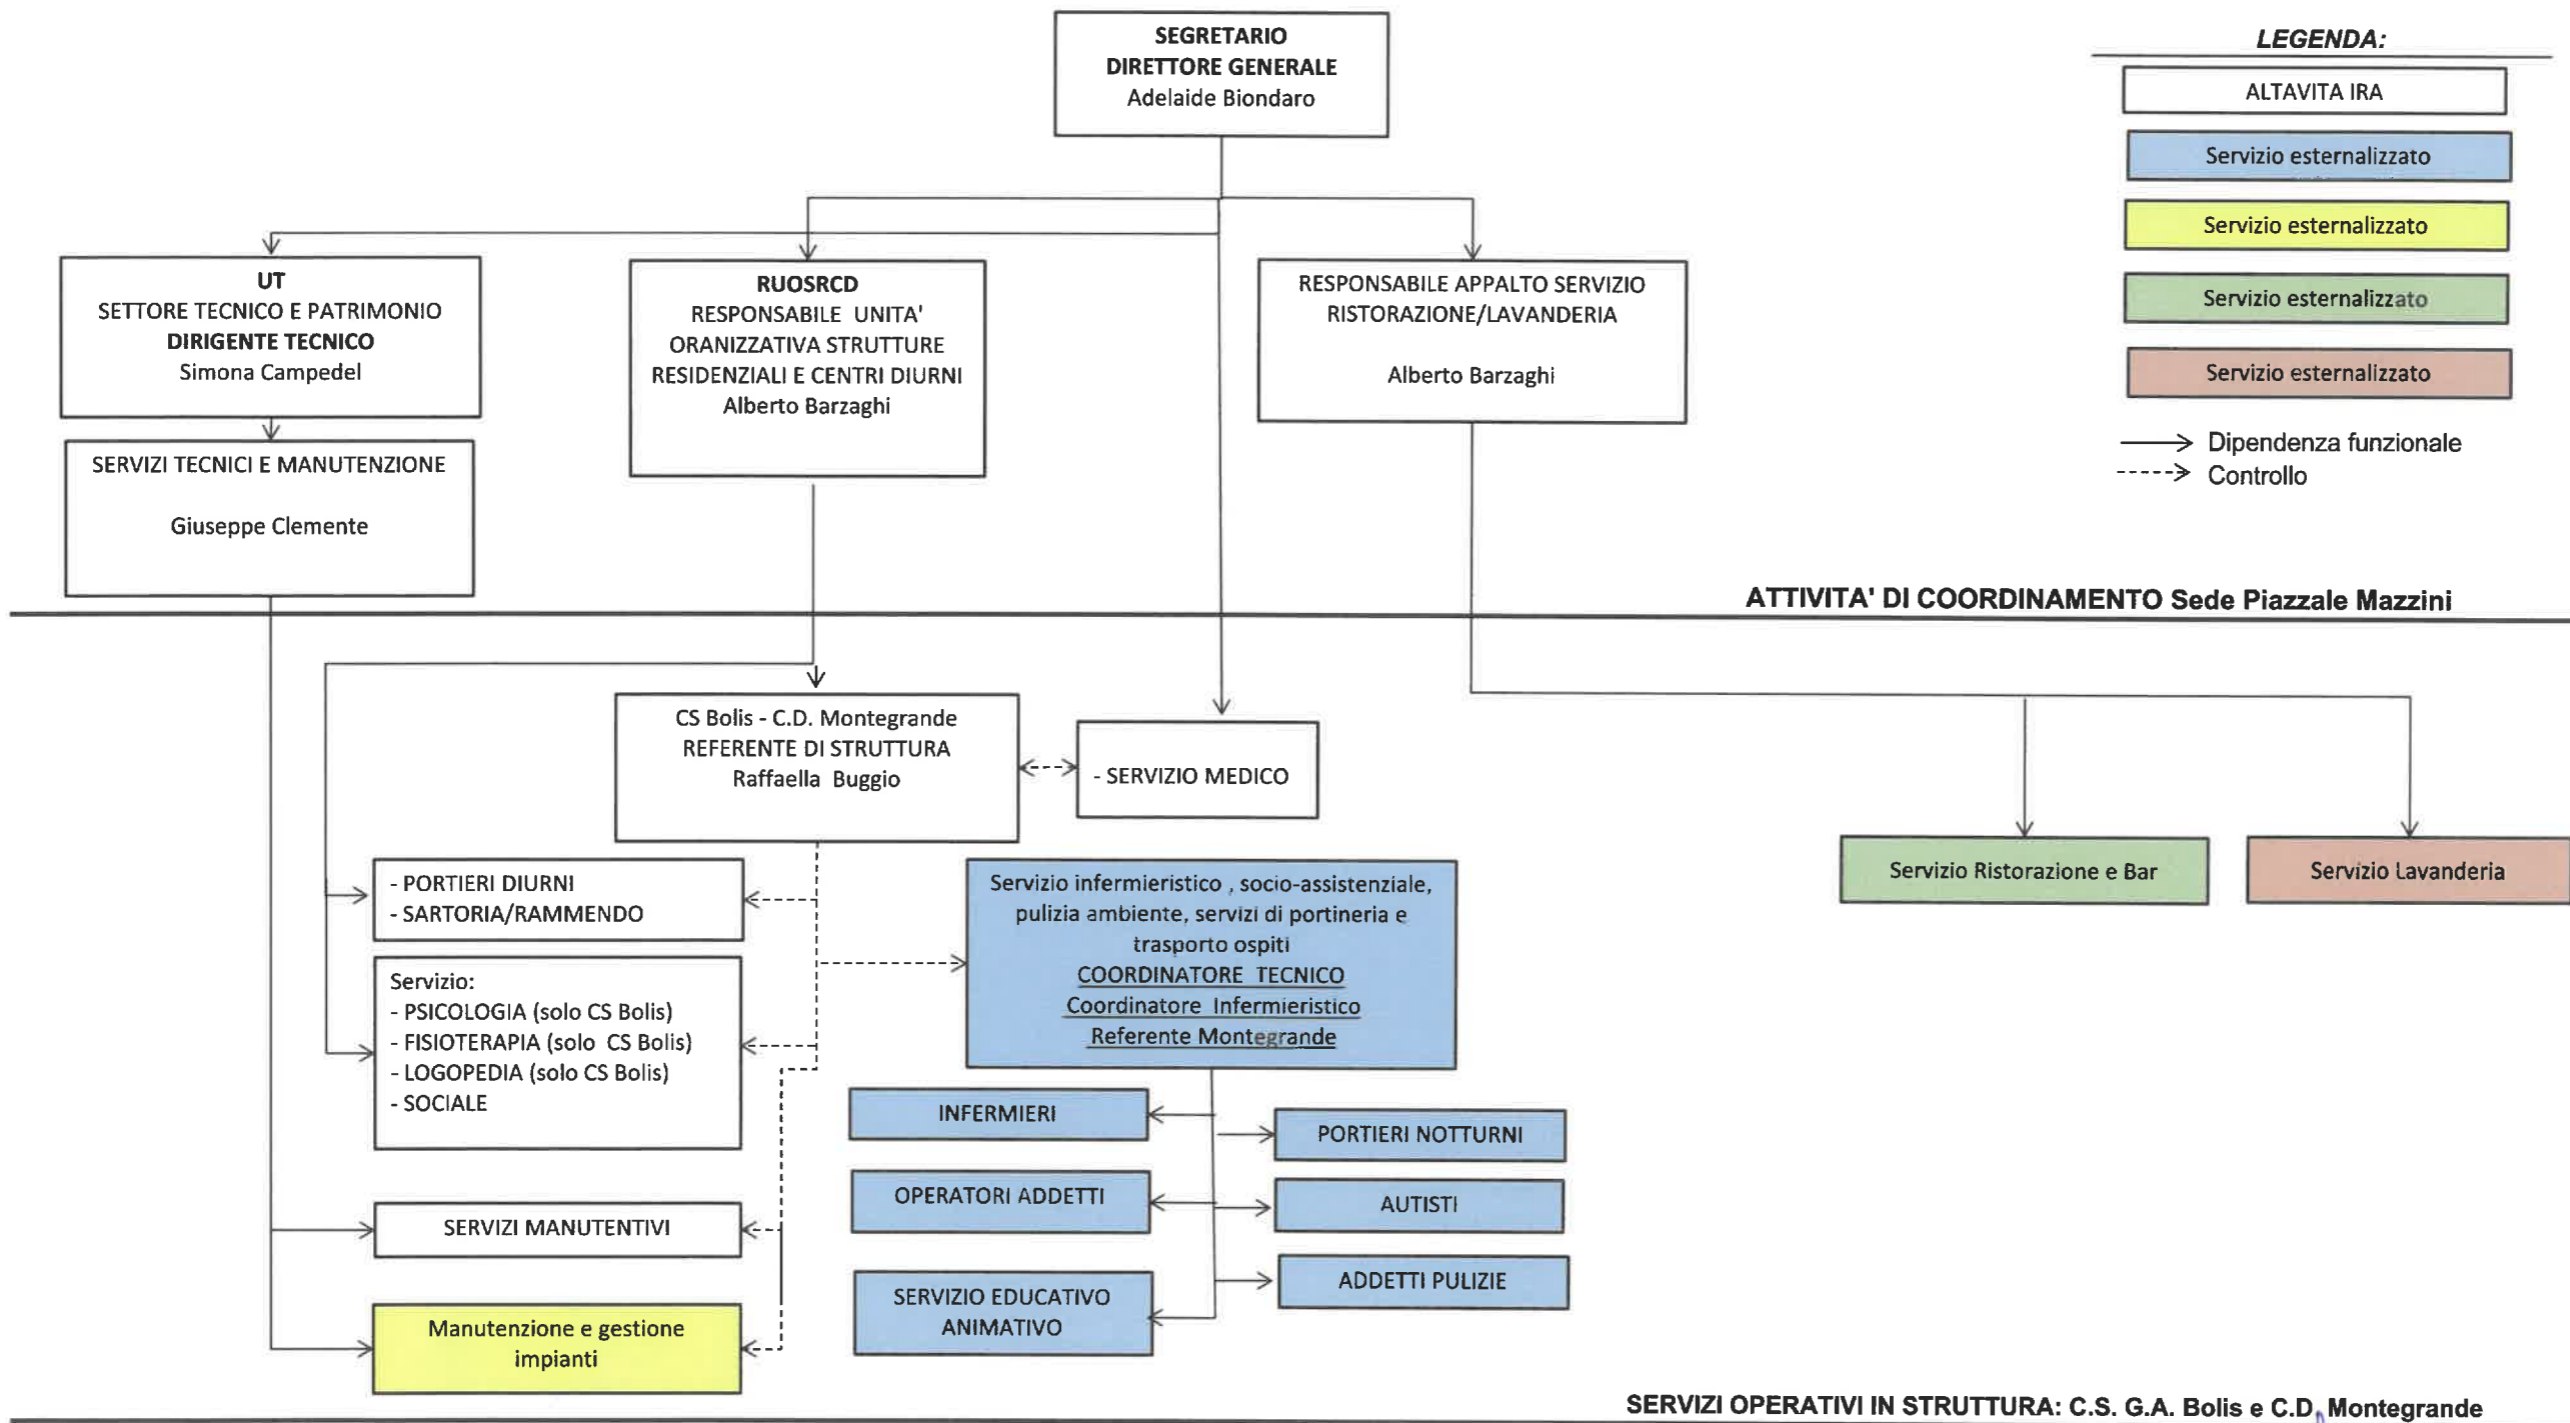 SEGRETARIO
DIRETTORE GENERALE
Adelaide Biondaro
LEGENDA:
ALTAVITA IRA
Servizio esternalizzato
Servizio esternalizzato
Servizio esternalizzato
Servizio esternalizzato
Dipendenza funzionale
Controllo
UT
SETTORE TECNICO E PATRIMONIO
DIRIGENTE TECNICO
Simona Campedel
RUOSRCD
RESPONSABILE UNITA'
ORANIZZATIVA STRUTTURE
RESIDENZIALI E CENTRI DIURNI
Alberto Barzaghi
RESPONSABILE APPALTO SERVIZIO
RISTORAZIONE/LAVANDERIA
Alberto Barzaghi
SERVIZI TECNICI E MANUTENZIONE
Giuseppe Clemente
ATTIVITA' DI COORDINAMENTO Sede Piazzale Mazzini
CS Bolis - C.D. Montegrande
REFERENTE DI STRUTTURA
Raffaella Buggio
- SERVIZIO MEDICO
- PORTIERI DIURNI
- SARTORIA/RAMMENDO
Servizio infermieristico , socio-assistenziale,
pulizia ambiente, servizi di portineria e
trasporto ospiti
COORDINATORE TECNICO
Coordinatore Infermieristico
Referente Montegrande
Servizio Ristorazione e Bar
Servizio Lavanderia
Servizio:
- PSICOLOGIA (solo CS Bolis)
- FISIOTERAPIA (solo CS Bolis)
- LOGOPEDIA (solo CS Bolis)
- SOCIALE
INFERMIERI
PORTIERI NOTTURNI
OPERATORI ADDETTI
AUTISTI
SERVIZI MANUTENTIVI
SERVIZIO EDUCATIVO
ANIMATIVO
ADDETTI PULIZIE
Manutenzione e gestione
impianti
SERVIZI OPERATIVI IN STRUTTURA: C.S. G.A. Bolis e C.D. Montegrande